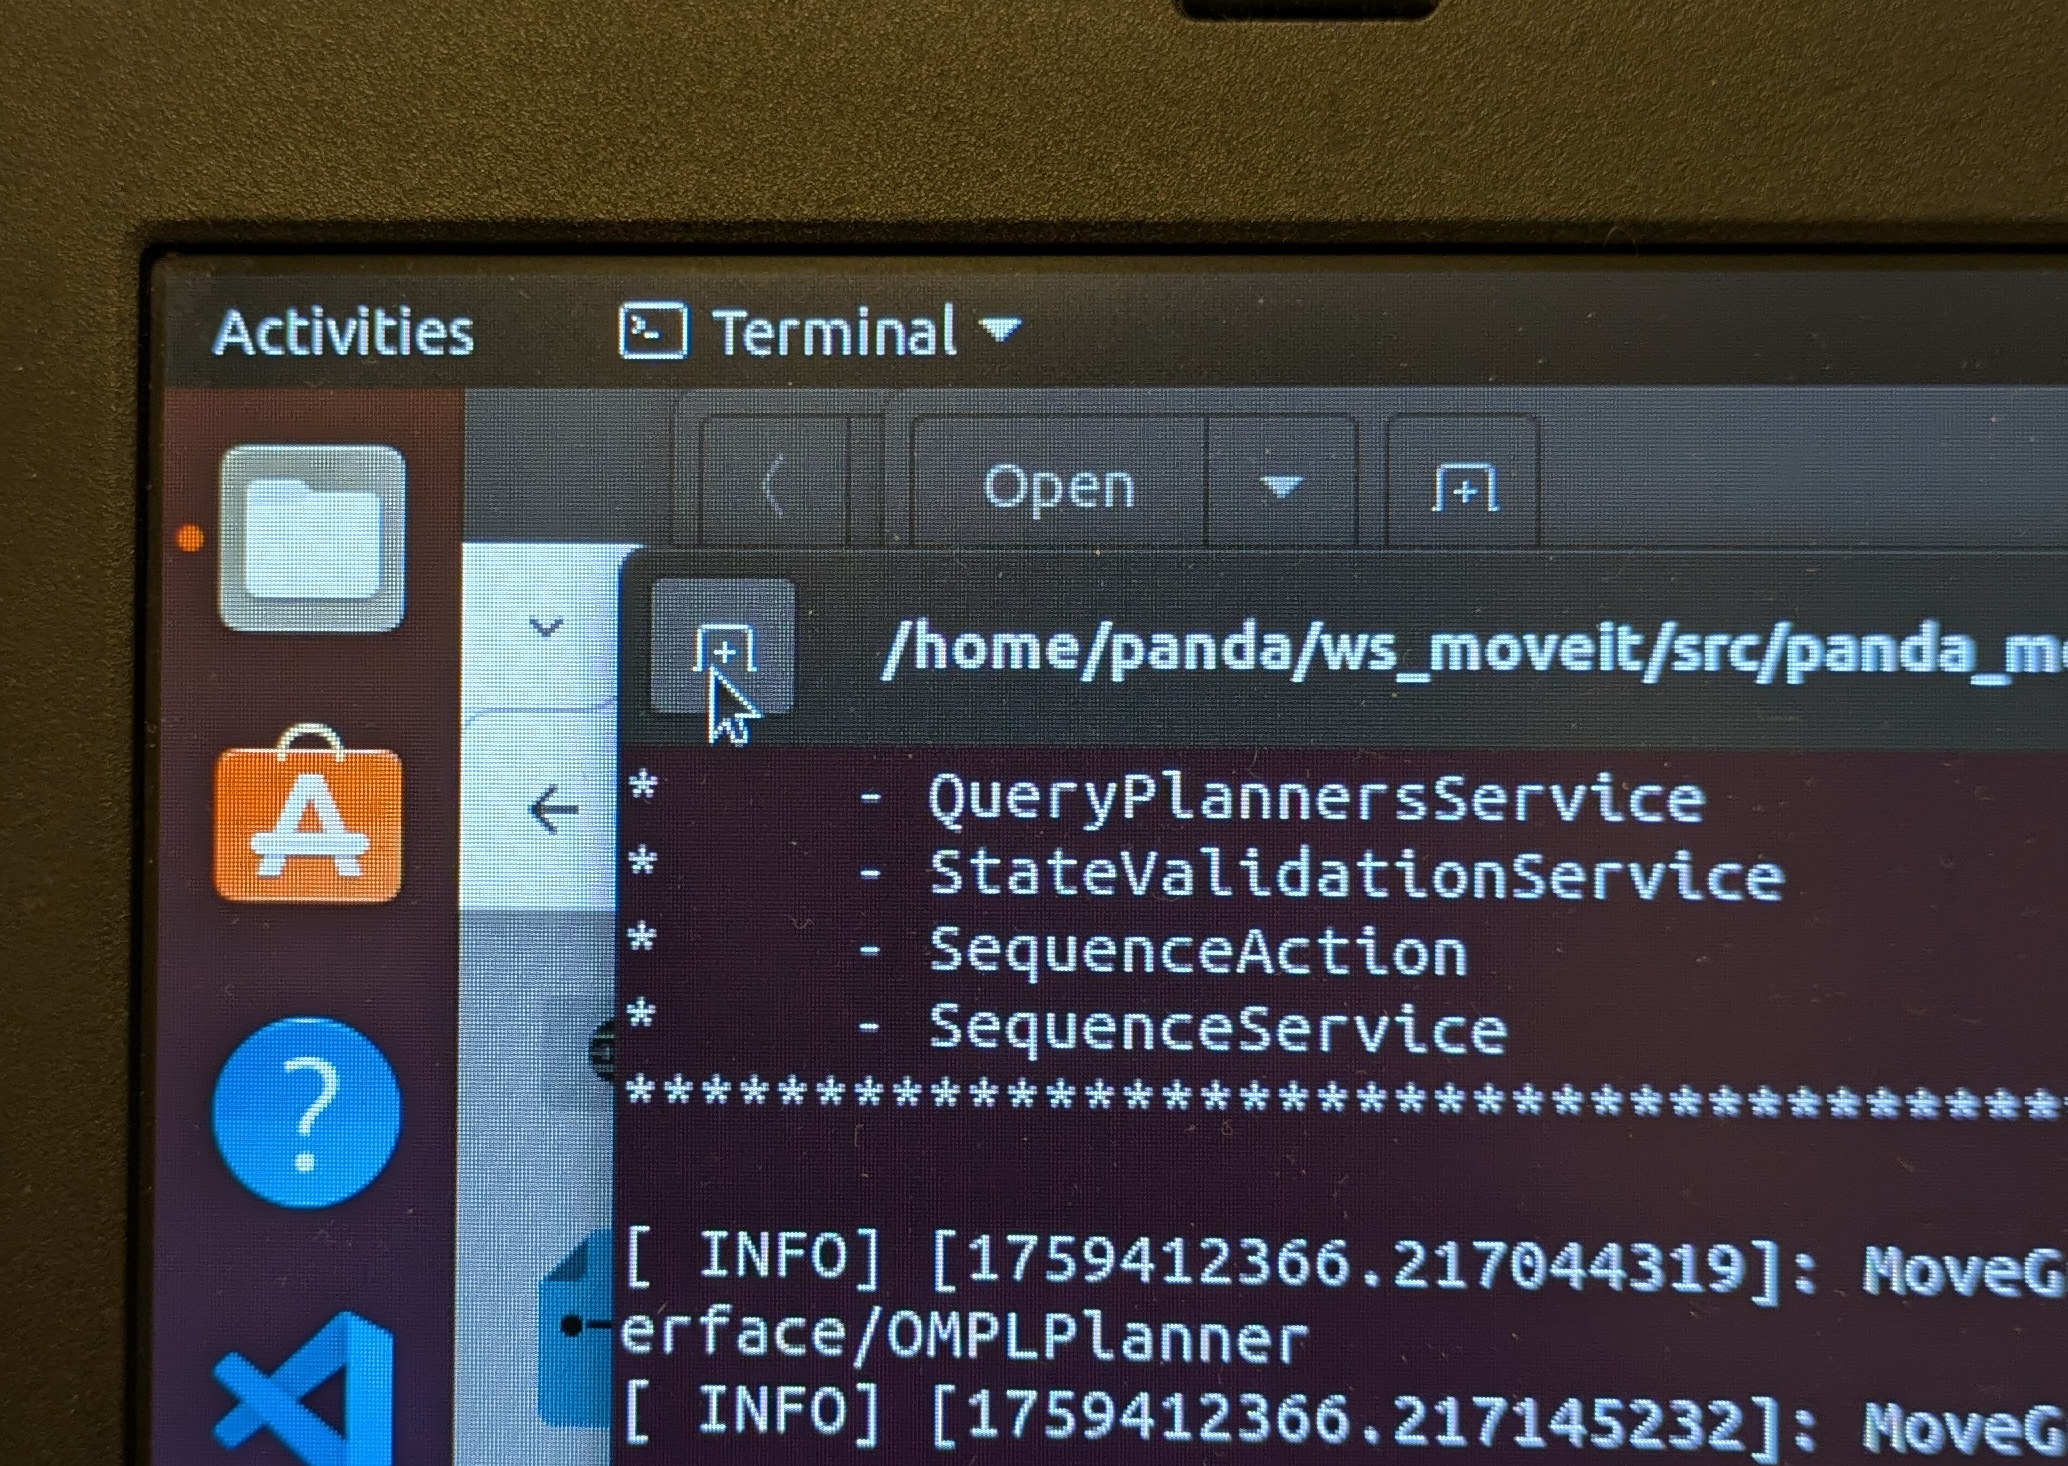 Activities Terminal
Open
/home/panda/ws_moveit/src/panda_m
* - QueryPlannersService
* - StateValidationService
* - SequenceAction
* - SequenceService
**************************************
[ INFO] [1759412366.217044319]: MoveG
erface/OMPLPlanner
[ INFO] [1759412366.217145232]: MoveG